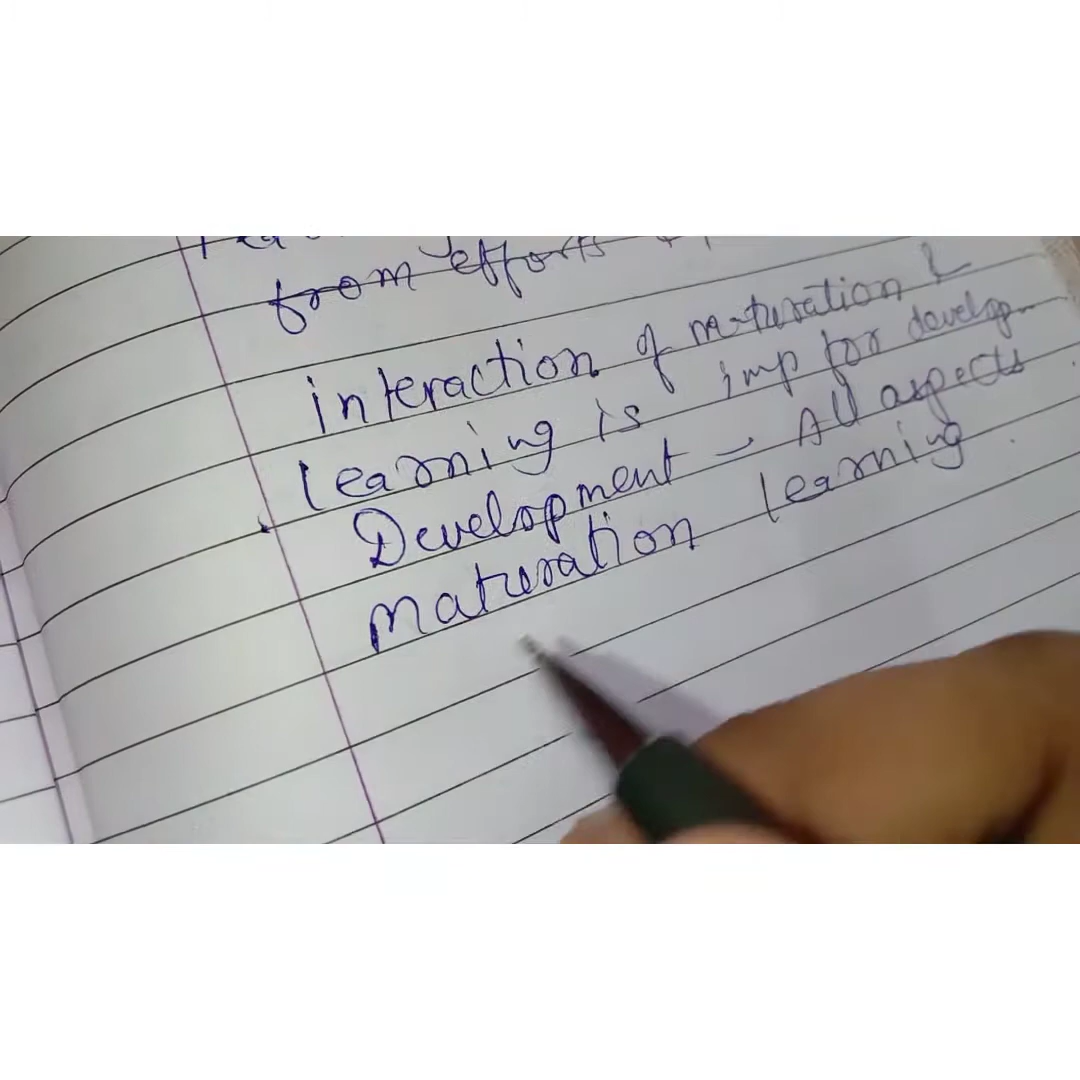 from efforts
interaction of maturation &
learning is imp for develop
Development - All aspects
maturation learning